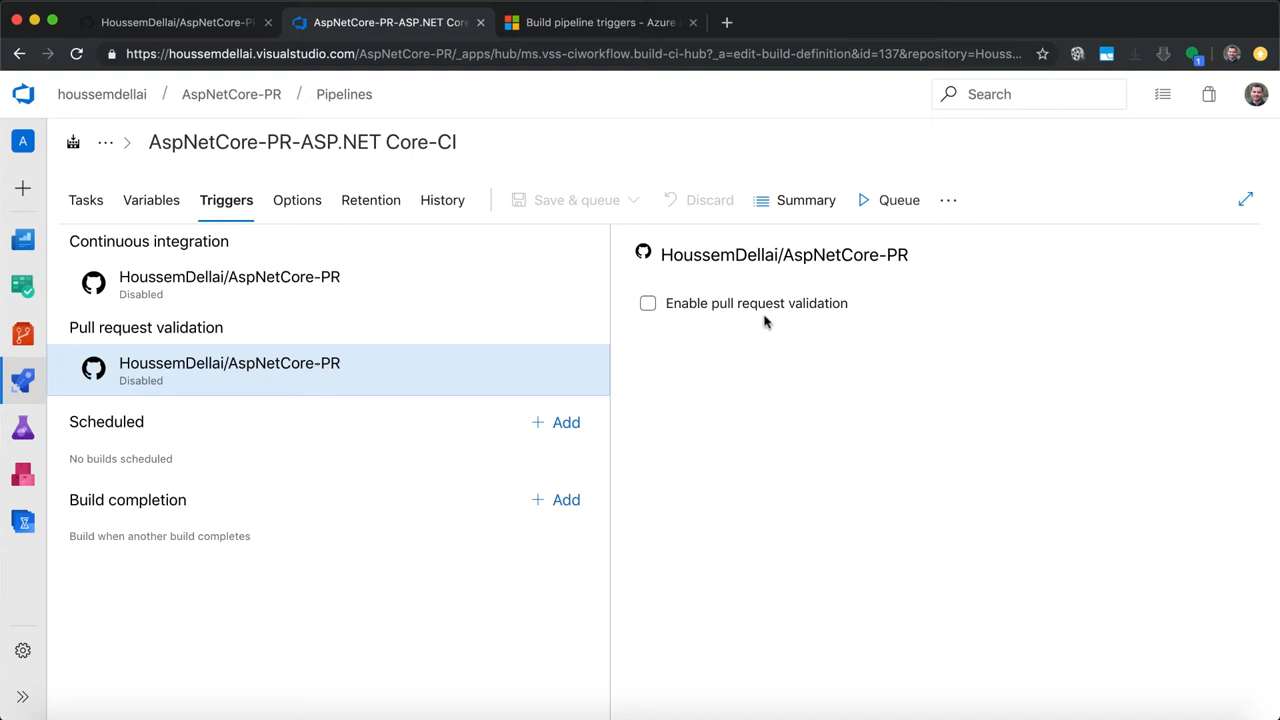 HoussemDellai/AspNetCore-PR
AspNetCore-PR-ASP.NET Core
Build pipeline triggers - Azure
https://houssemdellai.visualstudio.com/AspNetCore-PR/_apps/hub/ms.vss-ciworkflow.build-ci-hub?_a=edit-build-definition&id=137&repository=Houss...
1
houssemdellai / AspNetCore-PR / Pipelines
Search
A
... > AspNetCore-PR-ASP.NET Core-CI
Tasks Variables Triggers Options Retention History Save & queue Discard Summary Queue ...
Continuous integration
HoussemDellai/AspNetCore-PR
Disabled
Pull request validation
HoussemDellai/AspNetCore-PR
Disabled
Scheduled
+ Add
No builds scheduled
Build completion
+ Add
Build when another build completes
HoussemDellai/AspNetCore-PR
Enable pull request validation